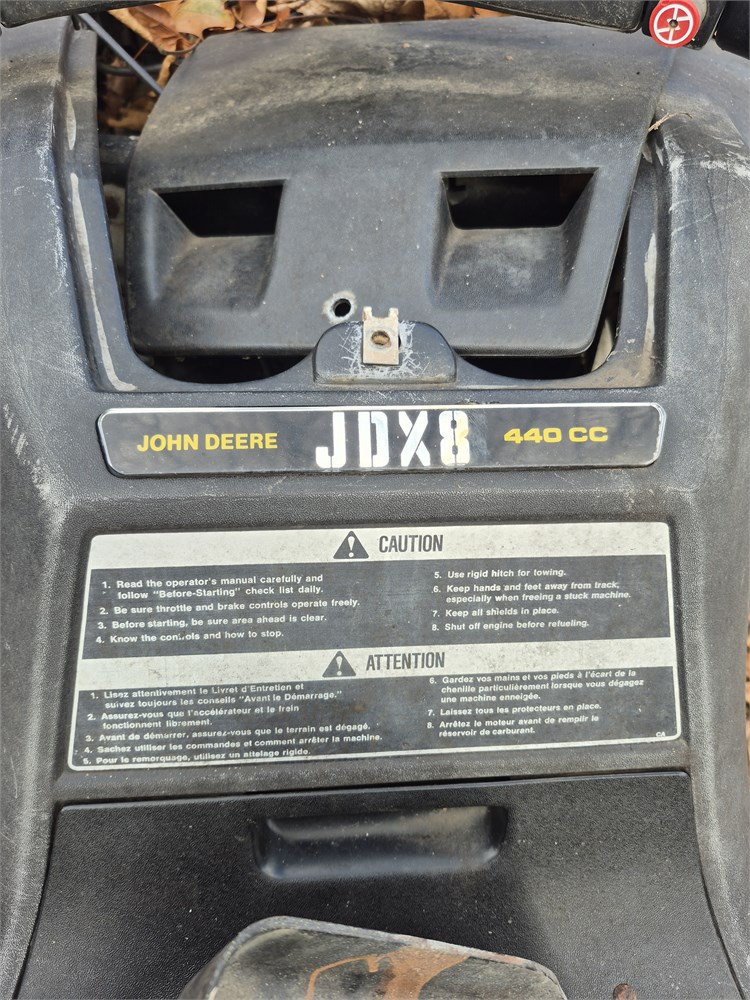 JOHN DEERE JDX8 440 CC
CAUTION
1. Read the operator's manual carefully and
follow "Before-Starting" check list daily.
2. Be sure throttle and brake controls operate freely.
3. Before starting, be sure area ahead is clear.
4. Know the controls and how to stop.
5. Use rigid hitch for towing.
6. Keep hands and feet away from track,
especially when freeing a stuck machine.
7. Keep all shields in place.
8. Shut off engine before refueling.
ATTENTION
1. Lisez attentivement le Livret d'Entretien et
suivez toujours les conseils "Avant le Démarrage."
2. Assurez-vous que l'accélérateur et le frein
fonctionnent librement.
3. Avant de démarrer, assurez-vous que le terrain est dégagé.
4. Sachez utiliser les commandes et comment arrêter la machine.
5. Pour le remorquage, utilisez un attelage rigide.
6. Gardez vos mains et vos pieds à l'écart de la
chenille particulièrement lorsque vous dégagez
une machine enneigée.
7. Laissez tous les protecteurs en place.
8. Arrêtez le moteur avant de remplir le
réservoir de carburant.
CA